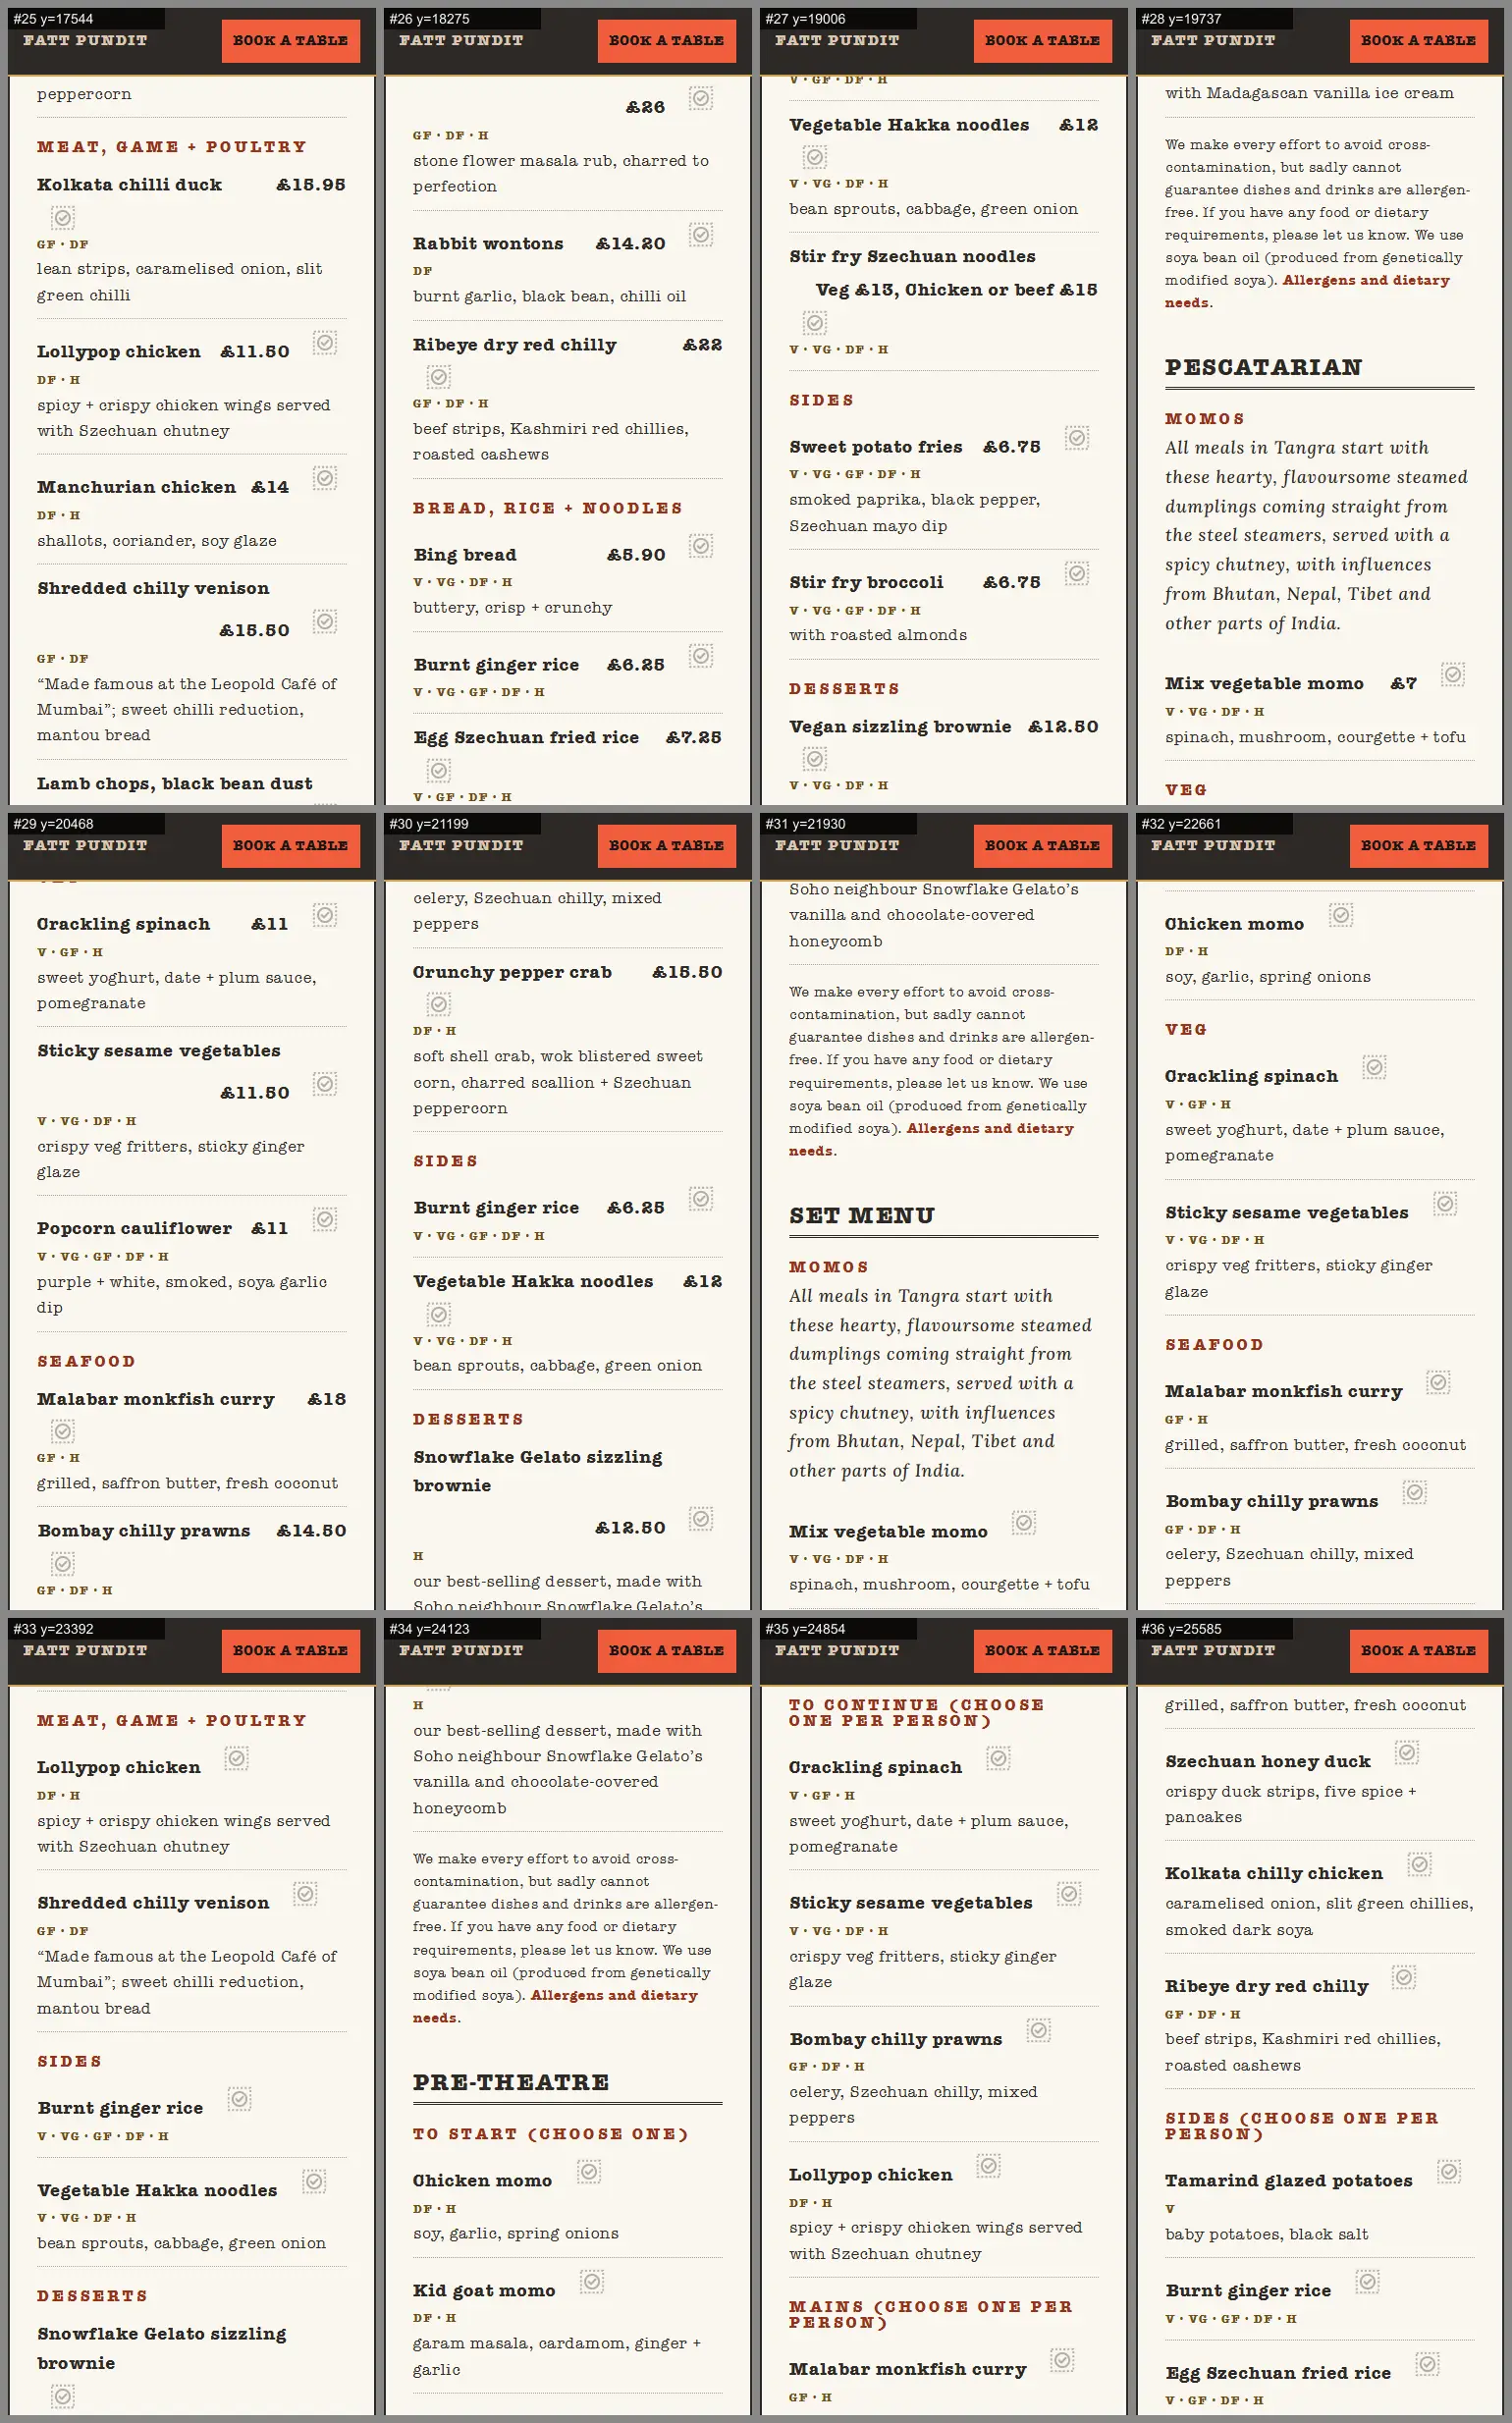 #25 y=17544
FATT PUNDIT
BOOK A TABLE
peppercorn
MEAT, GAME + POULTRY
Kolkata chilli duck £15.95
GF · DF
lean strips, caramelised onion, slit
green chilli
Lollypop chicken £11.50
DF · H
spicy + crispy chicken wings served
with Szechuan chutney
Manchurian chicken £14
DF · H
shallots, coriander, soy glaze
Shredded chilly venison
£15.50
GF · DF
“Made famous at the Leopold Café of
Mumbai”; sweet chilli reduction,
mantou bread
Lamb chops, black bean dust
#26 y=18275
FATT PUNDIT
BOOK A TABLE
£26
GF · DF · H
stone flower masala rub, charred to
perfection
Rabbit wontons £14.20
DF
burnt garlic, black bean, chilli oil
Ribeye dry red chilly £22
GF · DF · H
beef strips, Kashmiri red chillies,
roasted cashews
BREAD, RICE + NOODLES
Bing bread £5.90
V · VG · DF · H
buttery, crisp + crunchy
Burnt ginger rice £6.25
V · VG · GF · DF · H
Egg Szechuan fried rice £7.25
V · GF · DF · H
#27 y=19006
FATT PUNDIT
BOOK A TABLE
V · GF · DF · H
Vegetable Hakka noodles £12
V · VG · DF · H
bean sprouts, cabbage, green onion
Stir fry Szechuan noodles
Veg £13, Chicken or beef £15
V · VG · DF · H
SIDES
Sweet potato fries £6.75
V · VG · GF · DF · H
smoked paprika, black pepper,
Szechuan mayo dip
Stir fry broccoli £6.75
V · VG · GF · DF · H
with roasted almonds
DESSERTS
Vegan sizzling brownie £12.50
V · VG · DF · H
#28 y=19737
FATT PUNDIT
BOOK A TABLE
with Madagascan vanilla ice cream
We make every effort to avoid cross-
contamination, but sadly cannot
guarantee dishes and drinks are allergen-
free. If you have any food or dietary
requirements, please let us know. We use
soya bean oil (produced from genetically
modified soya). Allergens and dietary
needs.
PESCATARIAN
MOMOS
All meals in Tangra start with
these hearty, flavoursome steamed
dumplings coming straight from
the steel steamers, served with a
spicy chutney, with influences
from Bhutan, Nepal, Tibet and
other parts of India.
Mix vegetable momo £7
V · VG · DF · H
spinach, mushroom, courgette + tofu
VEG
#29 y=20468
FATT PUNDIT
BOOK A TABLE
Crackling spinach £11
V · GF · H
sweet yoghurt, date + plum sauce,
pomegranate
Sticky sesame vegetables
£11.50
V · VG · DF · H
crispy veg fritters, sticky ginger
glaze
Popcorn cauliflower £11
V · VG · GF · DF · H
purple + white, smoked, soya garlic
dip
SEAFOOD
Malabar monkfish curry £18
GF · H
grilled, saffron butter, fresh coconut
Bombay chilly prawns £14.50
GF · DF · H
#30 y=21199
FATT PUNDIT
BOOK A TABLE
celery, Szechuan chilly, mixed
peppers
Crunchy pepper crab £15.50
DF · H
soft shell crab, wok blistered sweet
corn, charred scallion + Szechuan
peppercorn
SIDES
Burnt ginger rice £6.25
V · VG · GF · DF · H
Vegetable Hakka noodles £12
V · VG · DF · H
bean sprouts, cabbage, green onion
DESSERTS
Snowflake Gelato sizzling
brownie
£12.50
H
our best-selling dessert, made with
Soho neighbour Snowflake Gelato’s
#31 y=21930
FATT PUNDIT
BOOK A TABLE
Soho neighbour Snowflake Gelato’s
vanilla and chocolate-covered
honeycomb
We make every effort to avoid cross-
contamination, but sadly cannot
guarantee dishes and drinks are allergen-
free. If you have any food or dietary
requirements, please let us know. We use
soya bean oil (produced from genetically
modified soya). Allergens and dietary
needs.
SET MENU
MOMOS
All meals in Tangra start with
these hearty, flavoursome steamed
dumplings coming straight from
the steel steamers, served with a
spicy chutney, with influences
from Bhutan, Nepal, Tibet and
other parts of India.
Mix vegetable momo
V · VG · DF · H
spinach, mushroom, courgette + tofu
#32 y=22661
FATT PUNDIT
BOOK A TABLE
Chicken momo
DF · H
soy, garlic, spring onions
VEG
Crackling spinach
V · GF · H
sweet yoghurt, date + plum sauce,
pomegranate
Sticky sesame vegetables
V · VG · DF · H
crispy veg fritters, sticky ginger
glaze
SEAFOOD
Malabar monkfish curry
GF · H
grilled, saffron butter, fresh coconut
Bombay chilly prawns
GF · DF · H
celery, Szechuan chilly, mixed
peppers
#33 y=23392
FATT PUNDIT
BOOK A TABLE
MEAT, GAME + POULTRY
Lollypop chicken
DF · H
spicy + crispy chicken wings served
with Szechuan chutney
Shredded chilly venison
GF · DF
“Made famous at the Leopold Café of
Mumbai”; sweet chilli reduction,
mantou bread
SIDES
Burnt ginger rice
V · VG · GF · DF · H
Vegetable Hakka noodles
V · VG · DF · H
bean sprouts, cabbage, green onion
DESSERTS
Snowflake Gelato sizzling
brownie
#34 y=24123
FATT PUNDIT
BOOK A TABLE
H
our best-selling dessert, made with
Soho neighbour Snowflake Gelato’s
vanilla and chocolate-covered
honeycomb
We make every effort to avoid cross-
contamination, but sadly cannot
guarantee dishes and drinks are allergen-
free. If you have any food or dietary
requirements, please let us know. We use
soya bean oil (produced from genetically
modified soya). Allergens and dietary
needs.
PRE-THEATRE
TO START (CHOOSE ONE)
Chicken momo
DF · H
soy, garlic, spring onions
Kid goat momo
DF · H
garam masala, cardamom, ginger +
garlic
#35 y=24854
FATT PUNDIT
BOOK A TABLE
TO CONTINUE (CHOOSE
ONE PER PERSON)
Crackling spinach
V · GF · H
sweet yoghurt, date + plum sauce,
pomegranate
Sticky sesame vegetables
V · VG · DF · H
crispy veg fritters, sticky ginger
glaze
Bombay chilly prawns
GF · DF · H
celery, Szechuan chilly, mixed
peppers
Lollypop chicken
DF · H
spicy + crispy chicken wings served
with Szechuan chutney
MAINS (CHOOSE ONE PER
PERSON)
Malabar monkfish curry
GF · H
#36 y=25585
FATT PUNDIT
BOOK A TABLE
grilled, saffron butter, fresh coconut
Szechuan honey duck
crispy duck strips, five spice +
pancakes
Kolkata chilly chicken
caramelised onion, slit green chillies,
smoked dark soya
Ribeye dry red chilly
GF · DF · H
beef strips, Kashmiri red chillies,
roasted cashews
SIDES (CHOOSE ONE PER
PERSON)
Tamarind glazed potatoes
V
baby potatoes, black salt
Burnt ginger rice
V · VG · GF · DF · H
Egg Szechuan fried rice
V · GF · DF · H